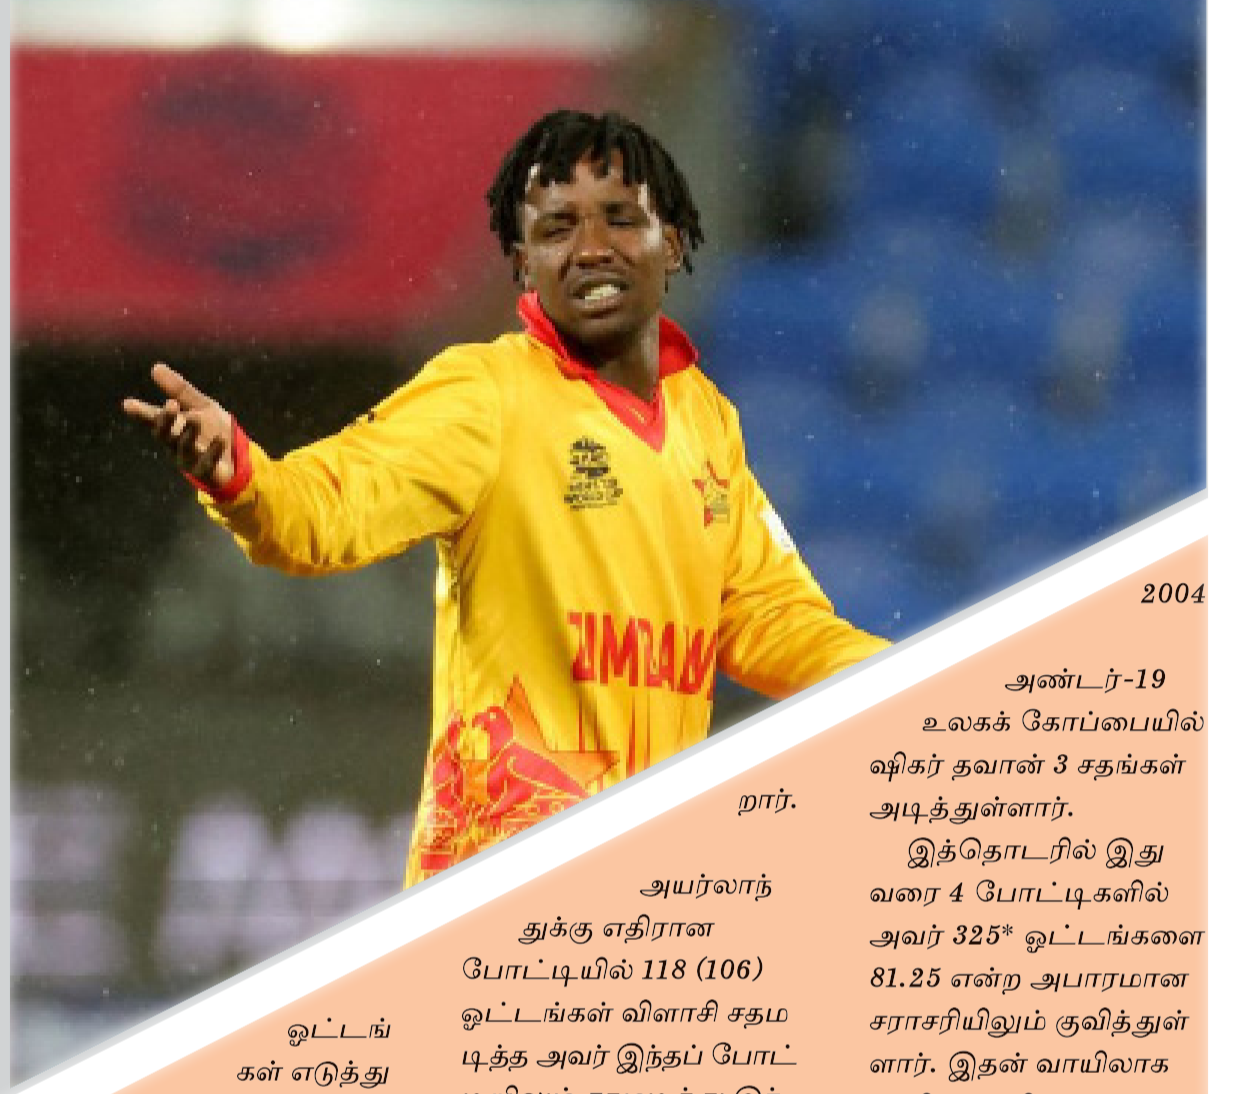 ZIMBABW
ஓட்டங்
கள் எடுத்து
றார்.
அயர்லாந்
துக்கு எதிரான
போட்டியில் 118 (106)
ஓட்டங்கள் விளாசி சதம
டித்த அவர் இந்தப் போட்
2004
அண்டர்-19
உலகக் கோப்பையில்
ஷிகர் தவான் 3 சதங்கள்
அடித்துள்ளார்.
இத்தொடரில் இது
வரை 4 போட்டிகளில்
அவர் 325* ஓட்டங்களை
81.25 என்ற அபாரமான
சராசரியிலும் குவித்துள்
ளார். இதன் வாயிலாக